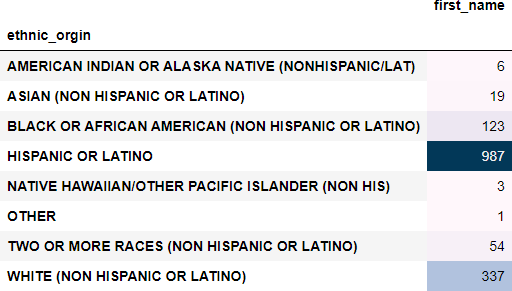 first_name
ethnic_orgin
AMERICAN INDIAN OR ALASKA NATIVE (NONHISPANIC/LAT) 6
ASIAN (NON HISPANIC OR LATINO) 19
BLACK OR AFRICAN AMERICAN (NON HISPANIC OR LATINO) 123
HISPANIC OR LATINO 987
NATIVE HAWAIIAN/OTHER PACIFIC ISLANDER (NON HIS) 3
OTHER 1
TWO OR MORE RACES (NON HISPANIC OR LATINO) 54
WHITE (NON HISPANIC OR LATINO) 337